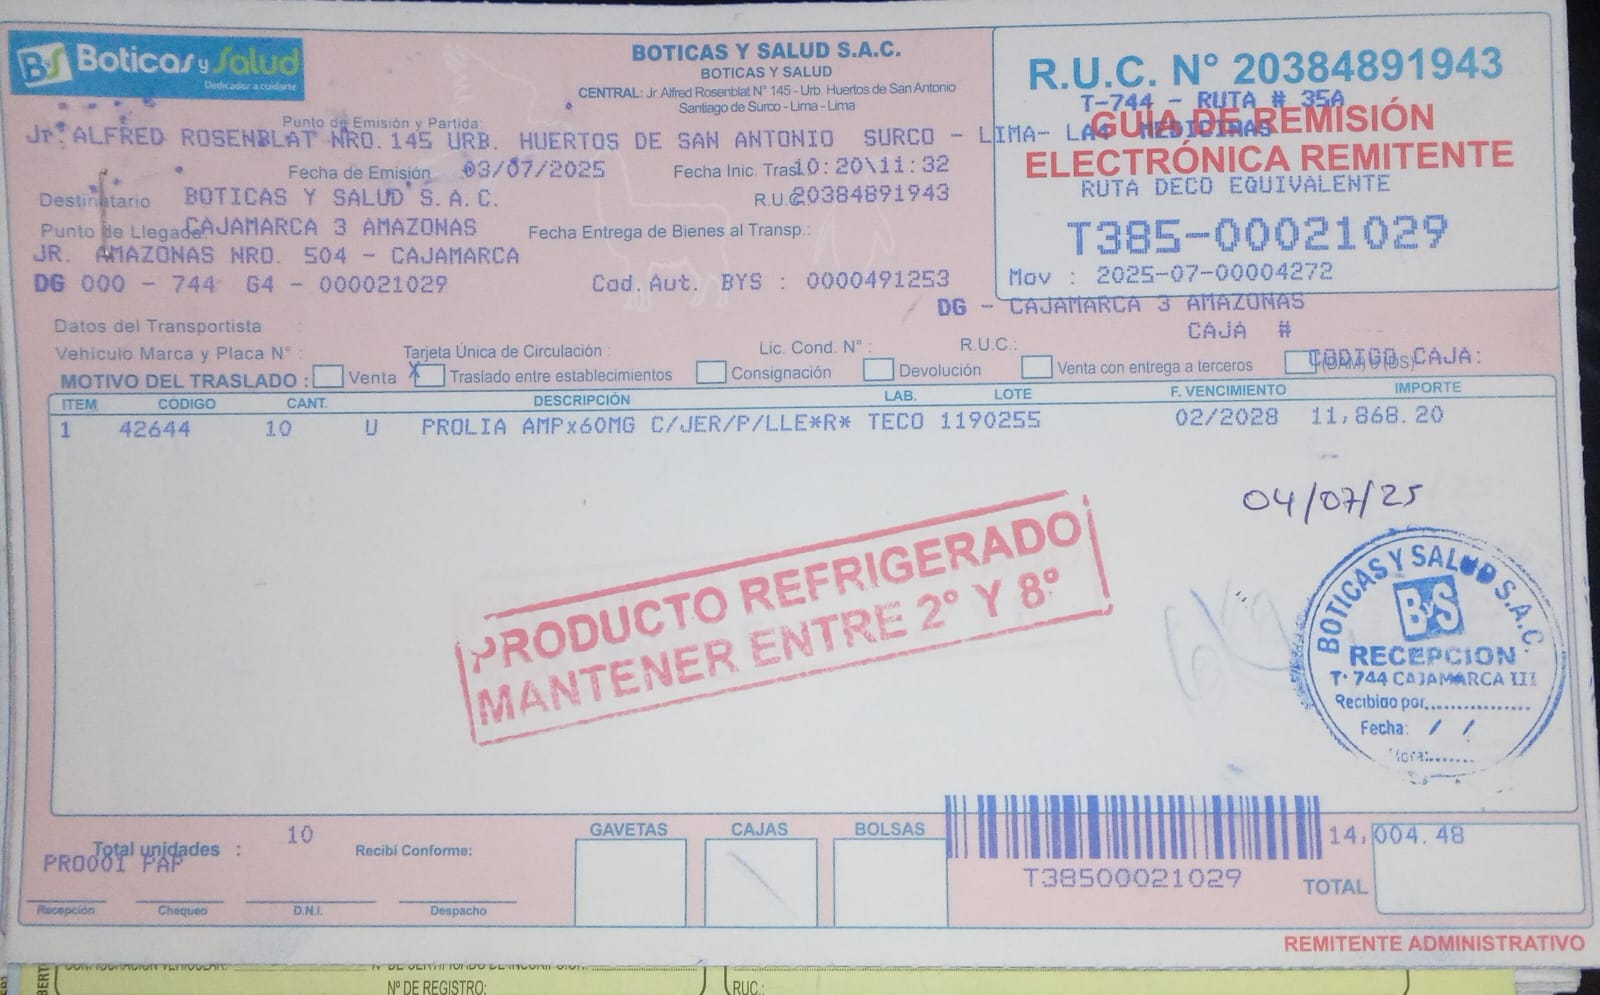 BS Boticas y Salud
Dedicados a cuidarte
BOTICAS Y SALUD S.A.C.
BOTICAS Y SALUD
CENTRAL: Jr. Alfred Rosenblat N° 145 - Urb. Huertos de San Antonio
Santiago de Surco - Lima - Lima
R.U.C. N° 20384891943
T-744 - RUTA # 35A
GUÍA DE REMISIÓN
ELECTRÓNICA REMITENTE
RUTA DECO EQUIVALENTE
T385-00021029
Mov : 2025-07-00004272
Punto de Emisión y Partida:
Jr. ALFRED ROSENBLAT NRO. 145 URB. HUERTOS DE SAN ANTONIO SURCO - LIMA- LA4 MEDICINAS
Fecha de Emisión 03/07/2025 Fecha Inic. Tras 10:20\11:32
Destinatario BOTICAS Y SALUD S.A.C. R.U.C 20384891943
Punto de Llegada: CAJAMARCA 3 AMAZONAS Fecha Entrega de Bienes al Transp.:
JR. AMAZONAS NRO. 504 - CAJAMARCA
DG 000 - 744 G4 - 000021029 Cod. Aut. BYS : 0000491253
DG - CAJAMARCA 3 AMAZONAS
Datos del Transportista : CAJA #
Vehículo Marca y Placa N° : Tarjeta Única de Circulación : Lic. Cond. N° : R.U.C.: CODIGO CAJA:
MOTIVO DEL TRASLADO : Venta X Traslado entre establecimientos Consignación Devolución Venta con entrega a terceros
ITEM CÓDIGO CANT. DESCRIPCIÓN LAB. LOTE F. VENCIMIENTO IMPORTE
1 42644 10 U PROLIA AMPx60MG C/JER/P/LLE*R* TECO 1190255 02/2028 11,868.20
04/07/25
PRODUCTO REFRIGERADO
MANTENER ENTRE 2° Y 8°
BOTICAS Y SALUD S.A.C.
BS
RECEPCION
T. 744 CAJAMARCA III
Recibido por..................
Fecha: / /
Hora:.........
Total unidades : 10 Recibí Conforme: GAVETAS CAJAS BOLSAS
PRO001 PAP
14,004.48
T38500021029
TOTAL
Recepción Chequeo D.N.I. Despacho
REMITENTE ADMINISTRATIVO
Nº DE REGISTRO: RUC.: